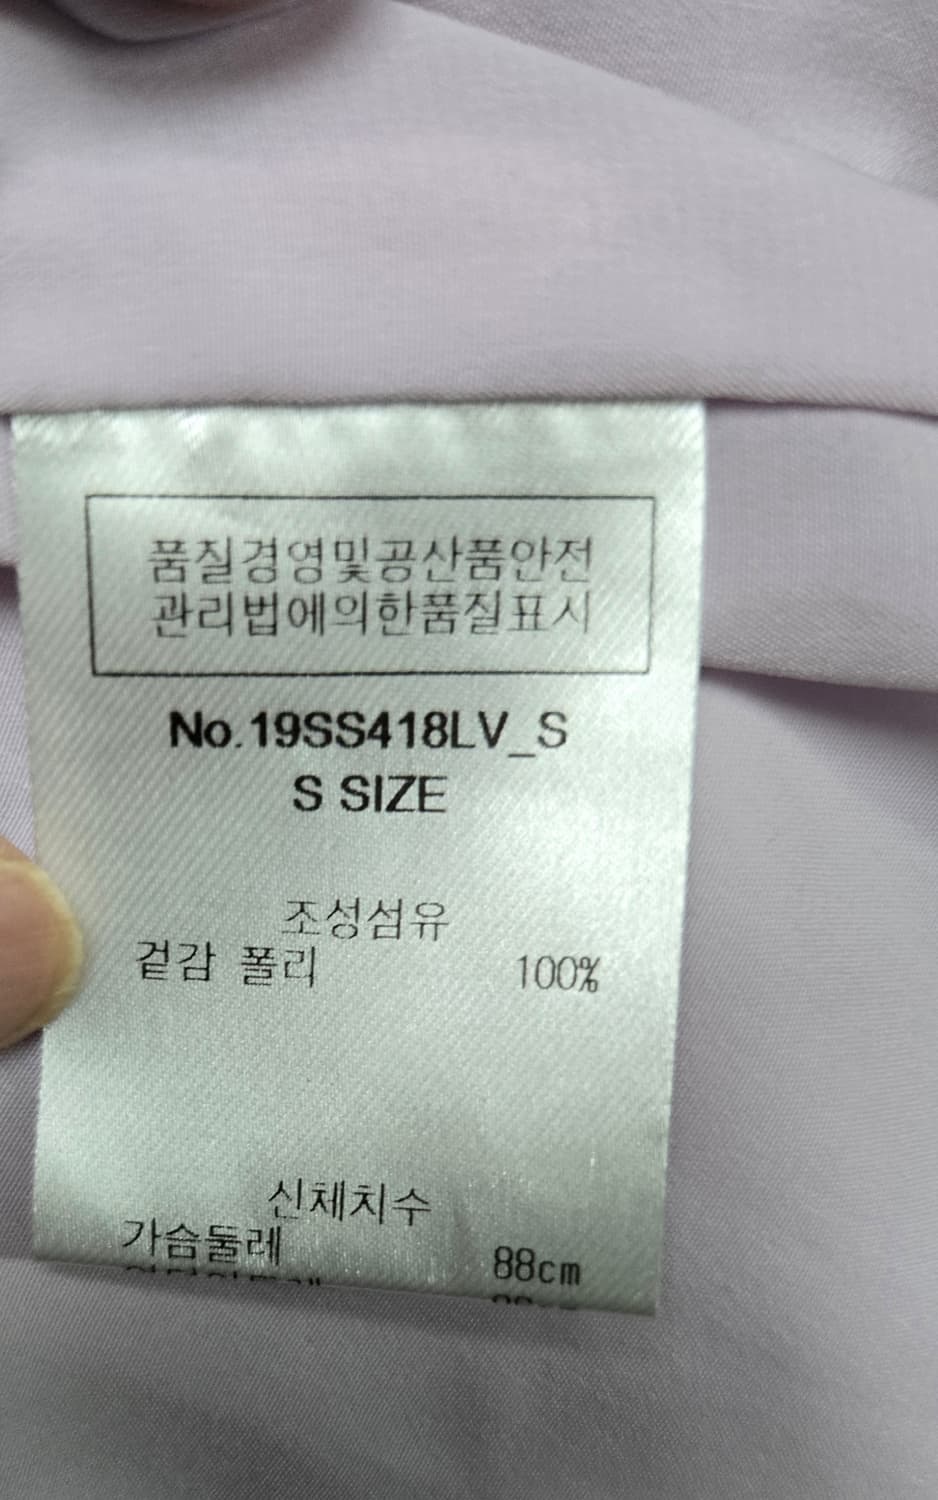 품질경영및공산품안전
관리법에의한품질표시
No.19SS418LV_S
S SIZE
조성섬유
겉감 폴리 100%
신체치수
가슴둘레 88cm